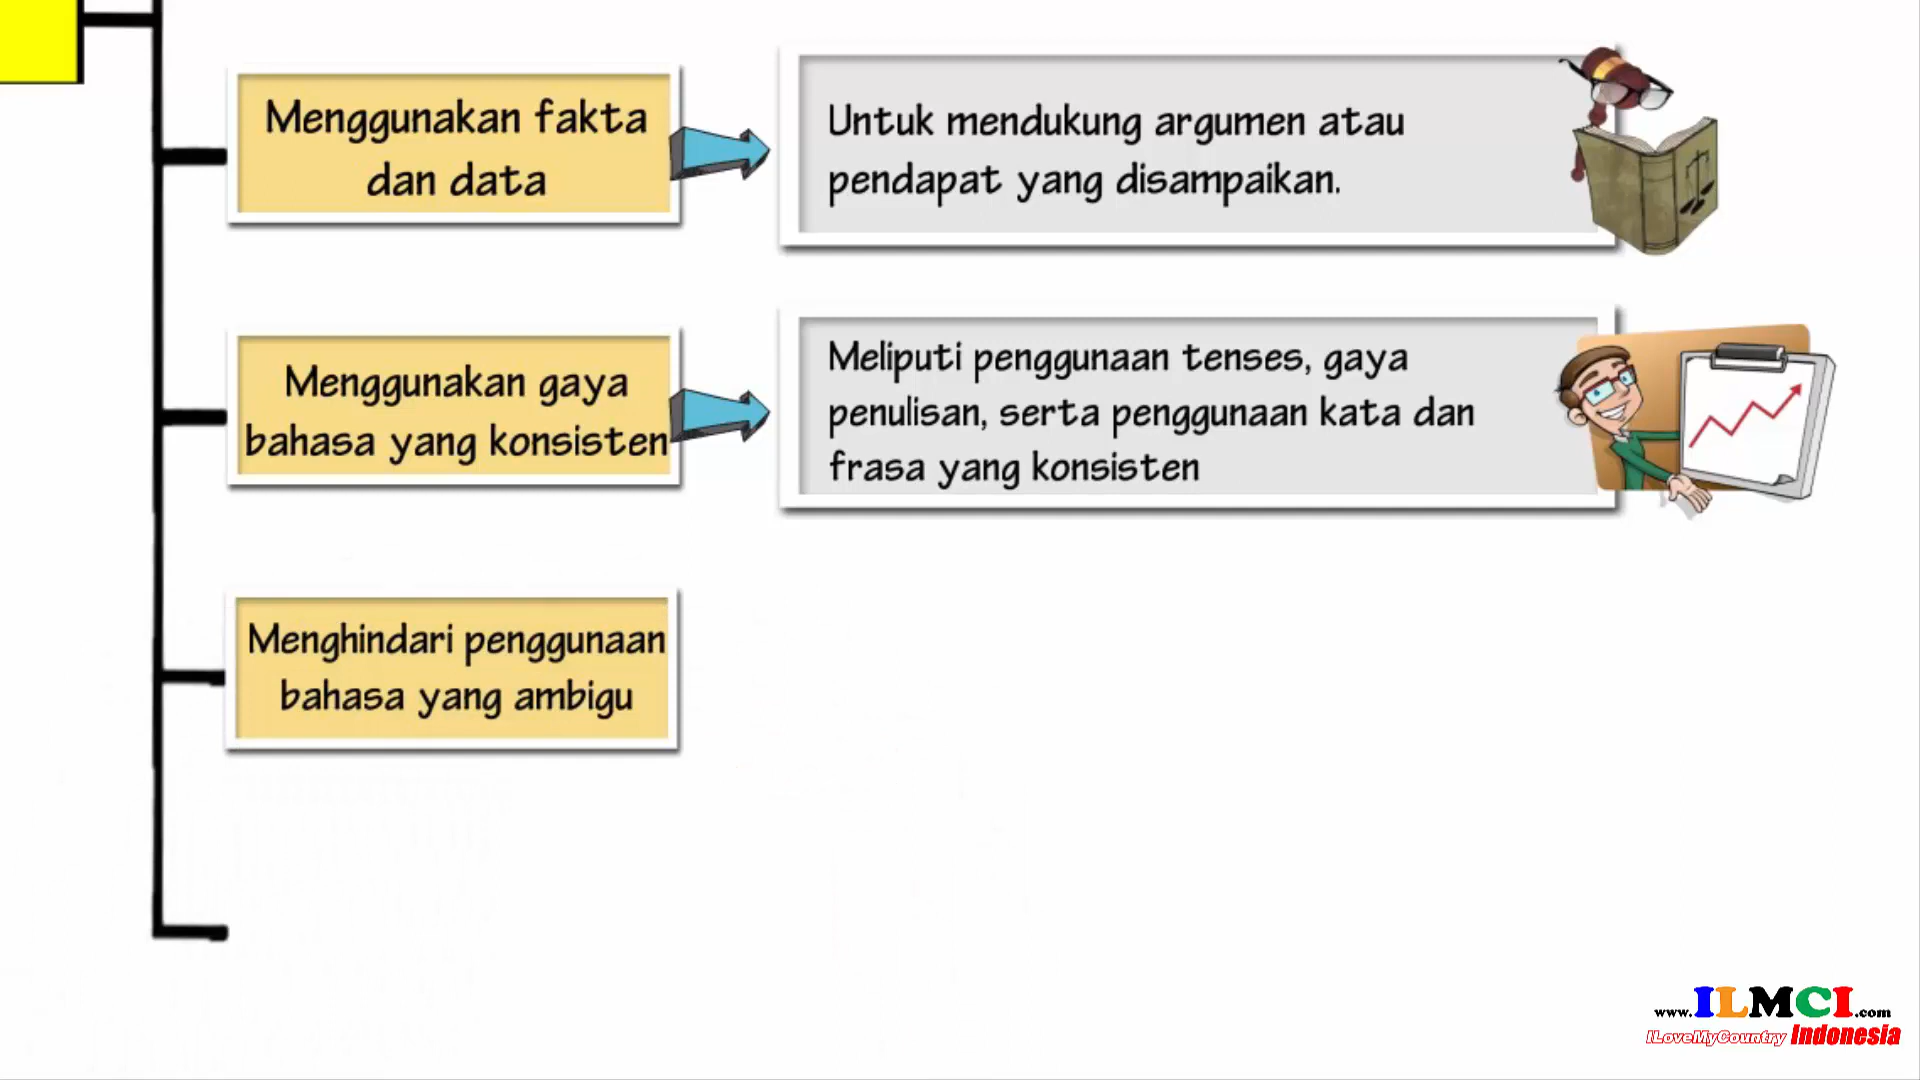 Menggunakan fakta
dan data
Untuk mendukung argumen atau
pendapat yang disampaikan.
Menggunakan gaya
bahasa yang konsisten
Meliputi penggunaan tenses, gaya
penulisan, serta penggunaan kata dan
frasa yang konsisten
Menghindari penggunaan
bahasa yang ambigu
www.ILMCI.com
ILoveMyCountry Indonesia